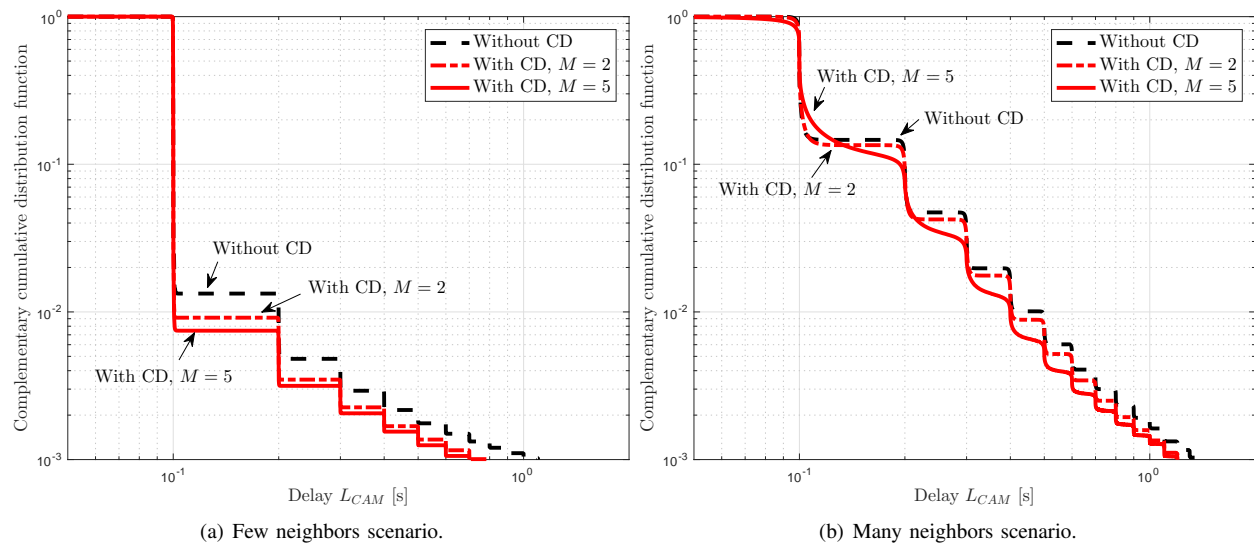 Complementary cumulative distribution function
10^0
10^-1
10^-2
10^-3
Without CD
With CD, M = 2
With CD, M = 5
Without CD
With CD, M = 2
With CD, M = 5
10^-1
10^0
Delay L_CAM [s]
(a) Few neighbors scenario.
Complementary cumulative distribution function
10^0
10^-1
10^-2
10^-3
Without CD
With CD, M = 2
With CD, M = 5
With CD, M = 5
Without CD
With CD, M = 2
10^-1
10^0
Delay L_CAM [s]
(b) Many neighbors scenario.